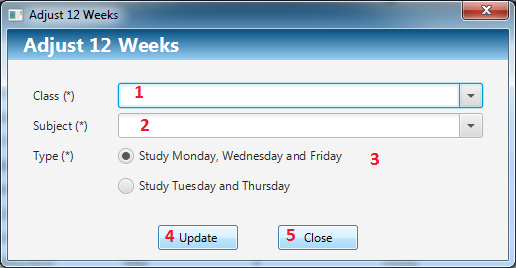 Adjust 12 Weeks
Adjust 12 Weeks
Class (*) 1
Subject (*) 2
Type (*) Study Monday, Wednesday and Friday 3
Study Tuesday and Thursday
4 Update 5 Close